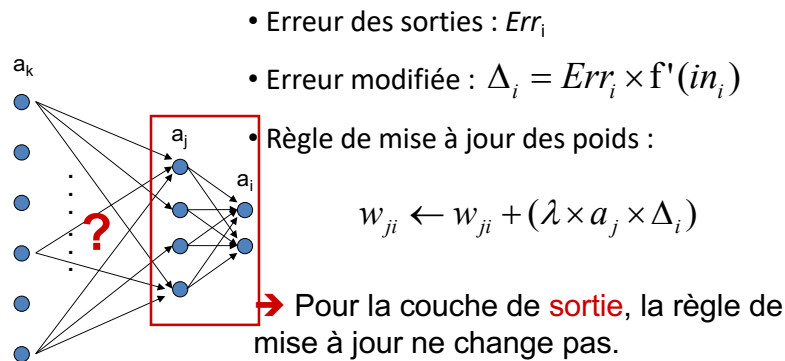 • Erreur des sorties : Err_i
• Erreur modifiée : Δ_i = Err_i × f'(in_i)
• Règle de mise à jour des poids :
w_ji ← w_ji + (λ × a_j × Δ_i)
➔ Pour la couche de sortie, la règle de
mise à jour ne change pas.
a_k
a_j
a_i
?